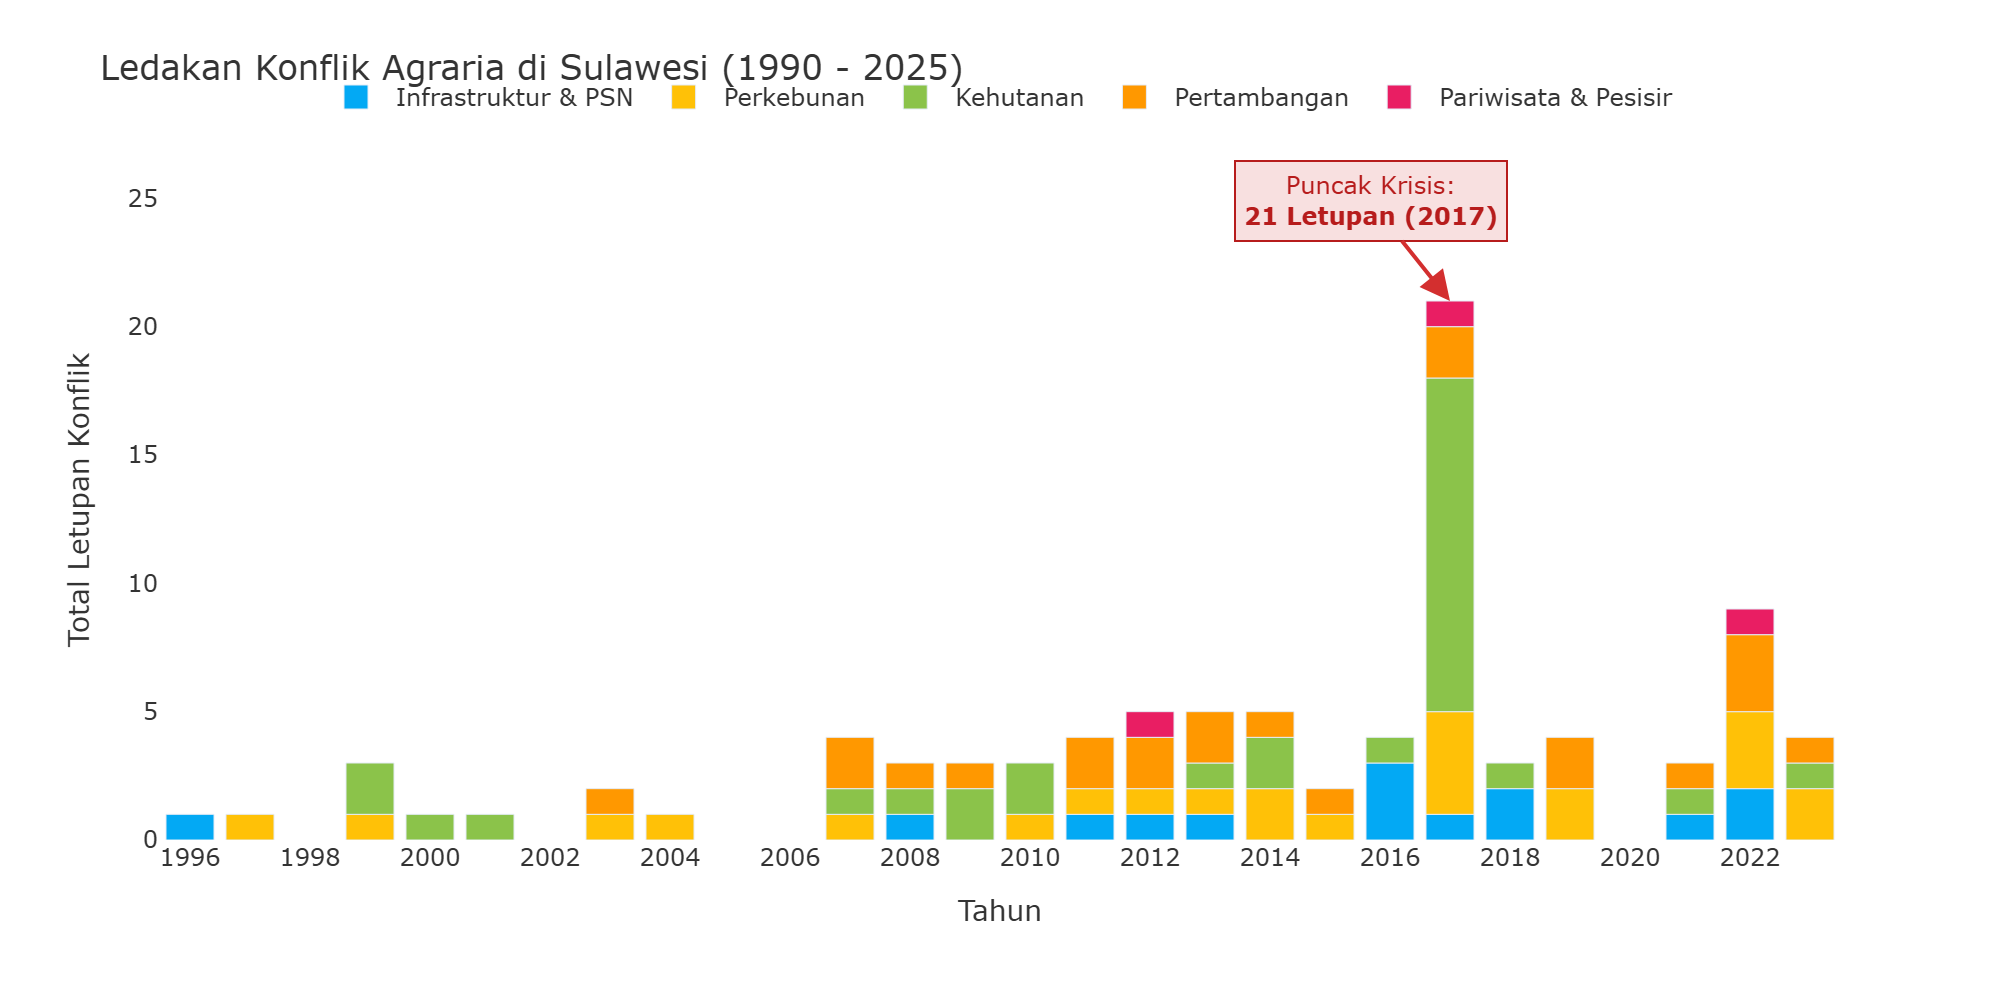 Ledakan Konflik Agraria di Sulawesi (1990 - 2025)
Infrastruktur & PSN Perkebunan Kehutanan Pertambangan Pariwisata & Pesisir
Puncak Krisis:
21 Letupan (2017)
Total Letupan Konflik
25
20
15
10
5
0
1996 1998 2000 2002 2004 2006 2008 2010 2012 2014 2016 2018 2020 2022
Tahun